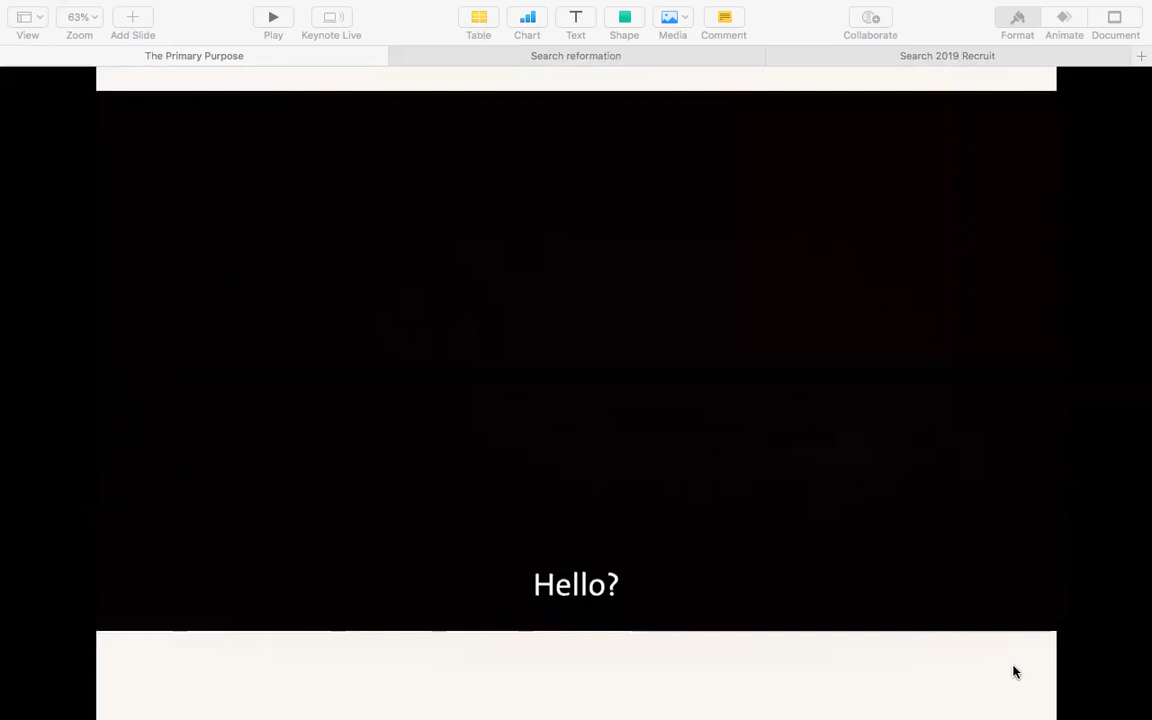 63%
View
Zoom
Add Slide
Play
Keynote Live
Table
Chart
Text
Shape
Media
Comment
Collaborate
Format
Animate
Document
The Primary Purpose
Search reformation
Search 2019 Recruit
Hello?